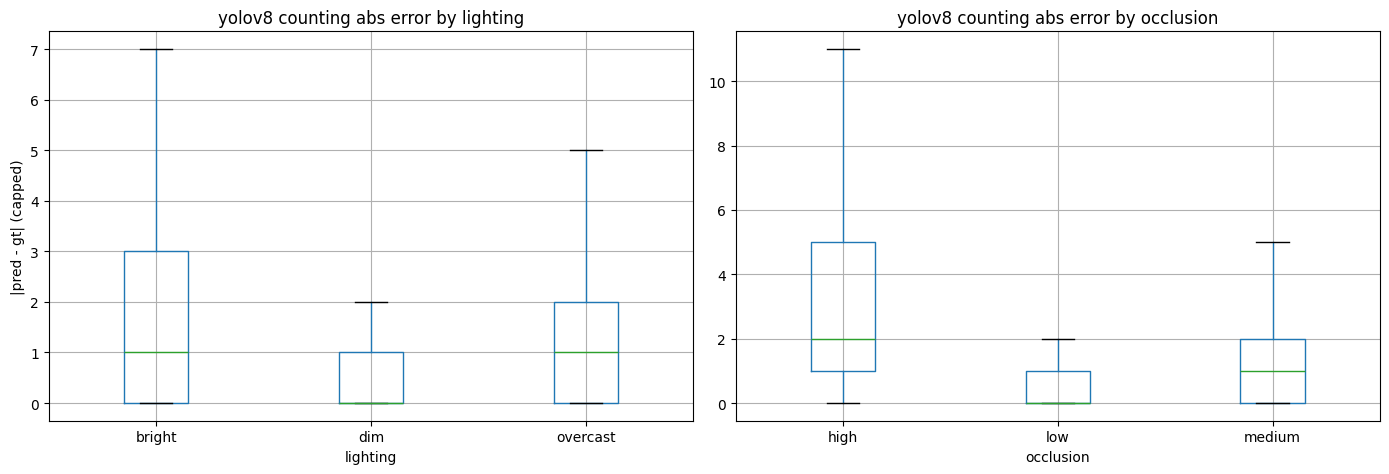 yolov8 counting abs error by lighting
|pred - gt| (capped)
7
6
5
4
3
2
1
0
bright dim overcast
lighting
yolov8 counting abs error by occlusion
10
8
6
4
2
0
high low medium
occlusion